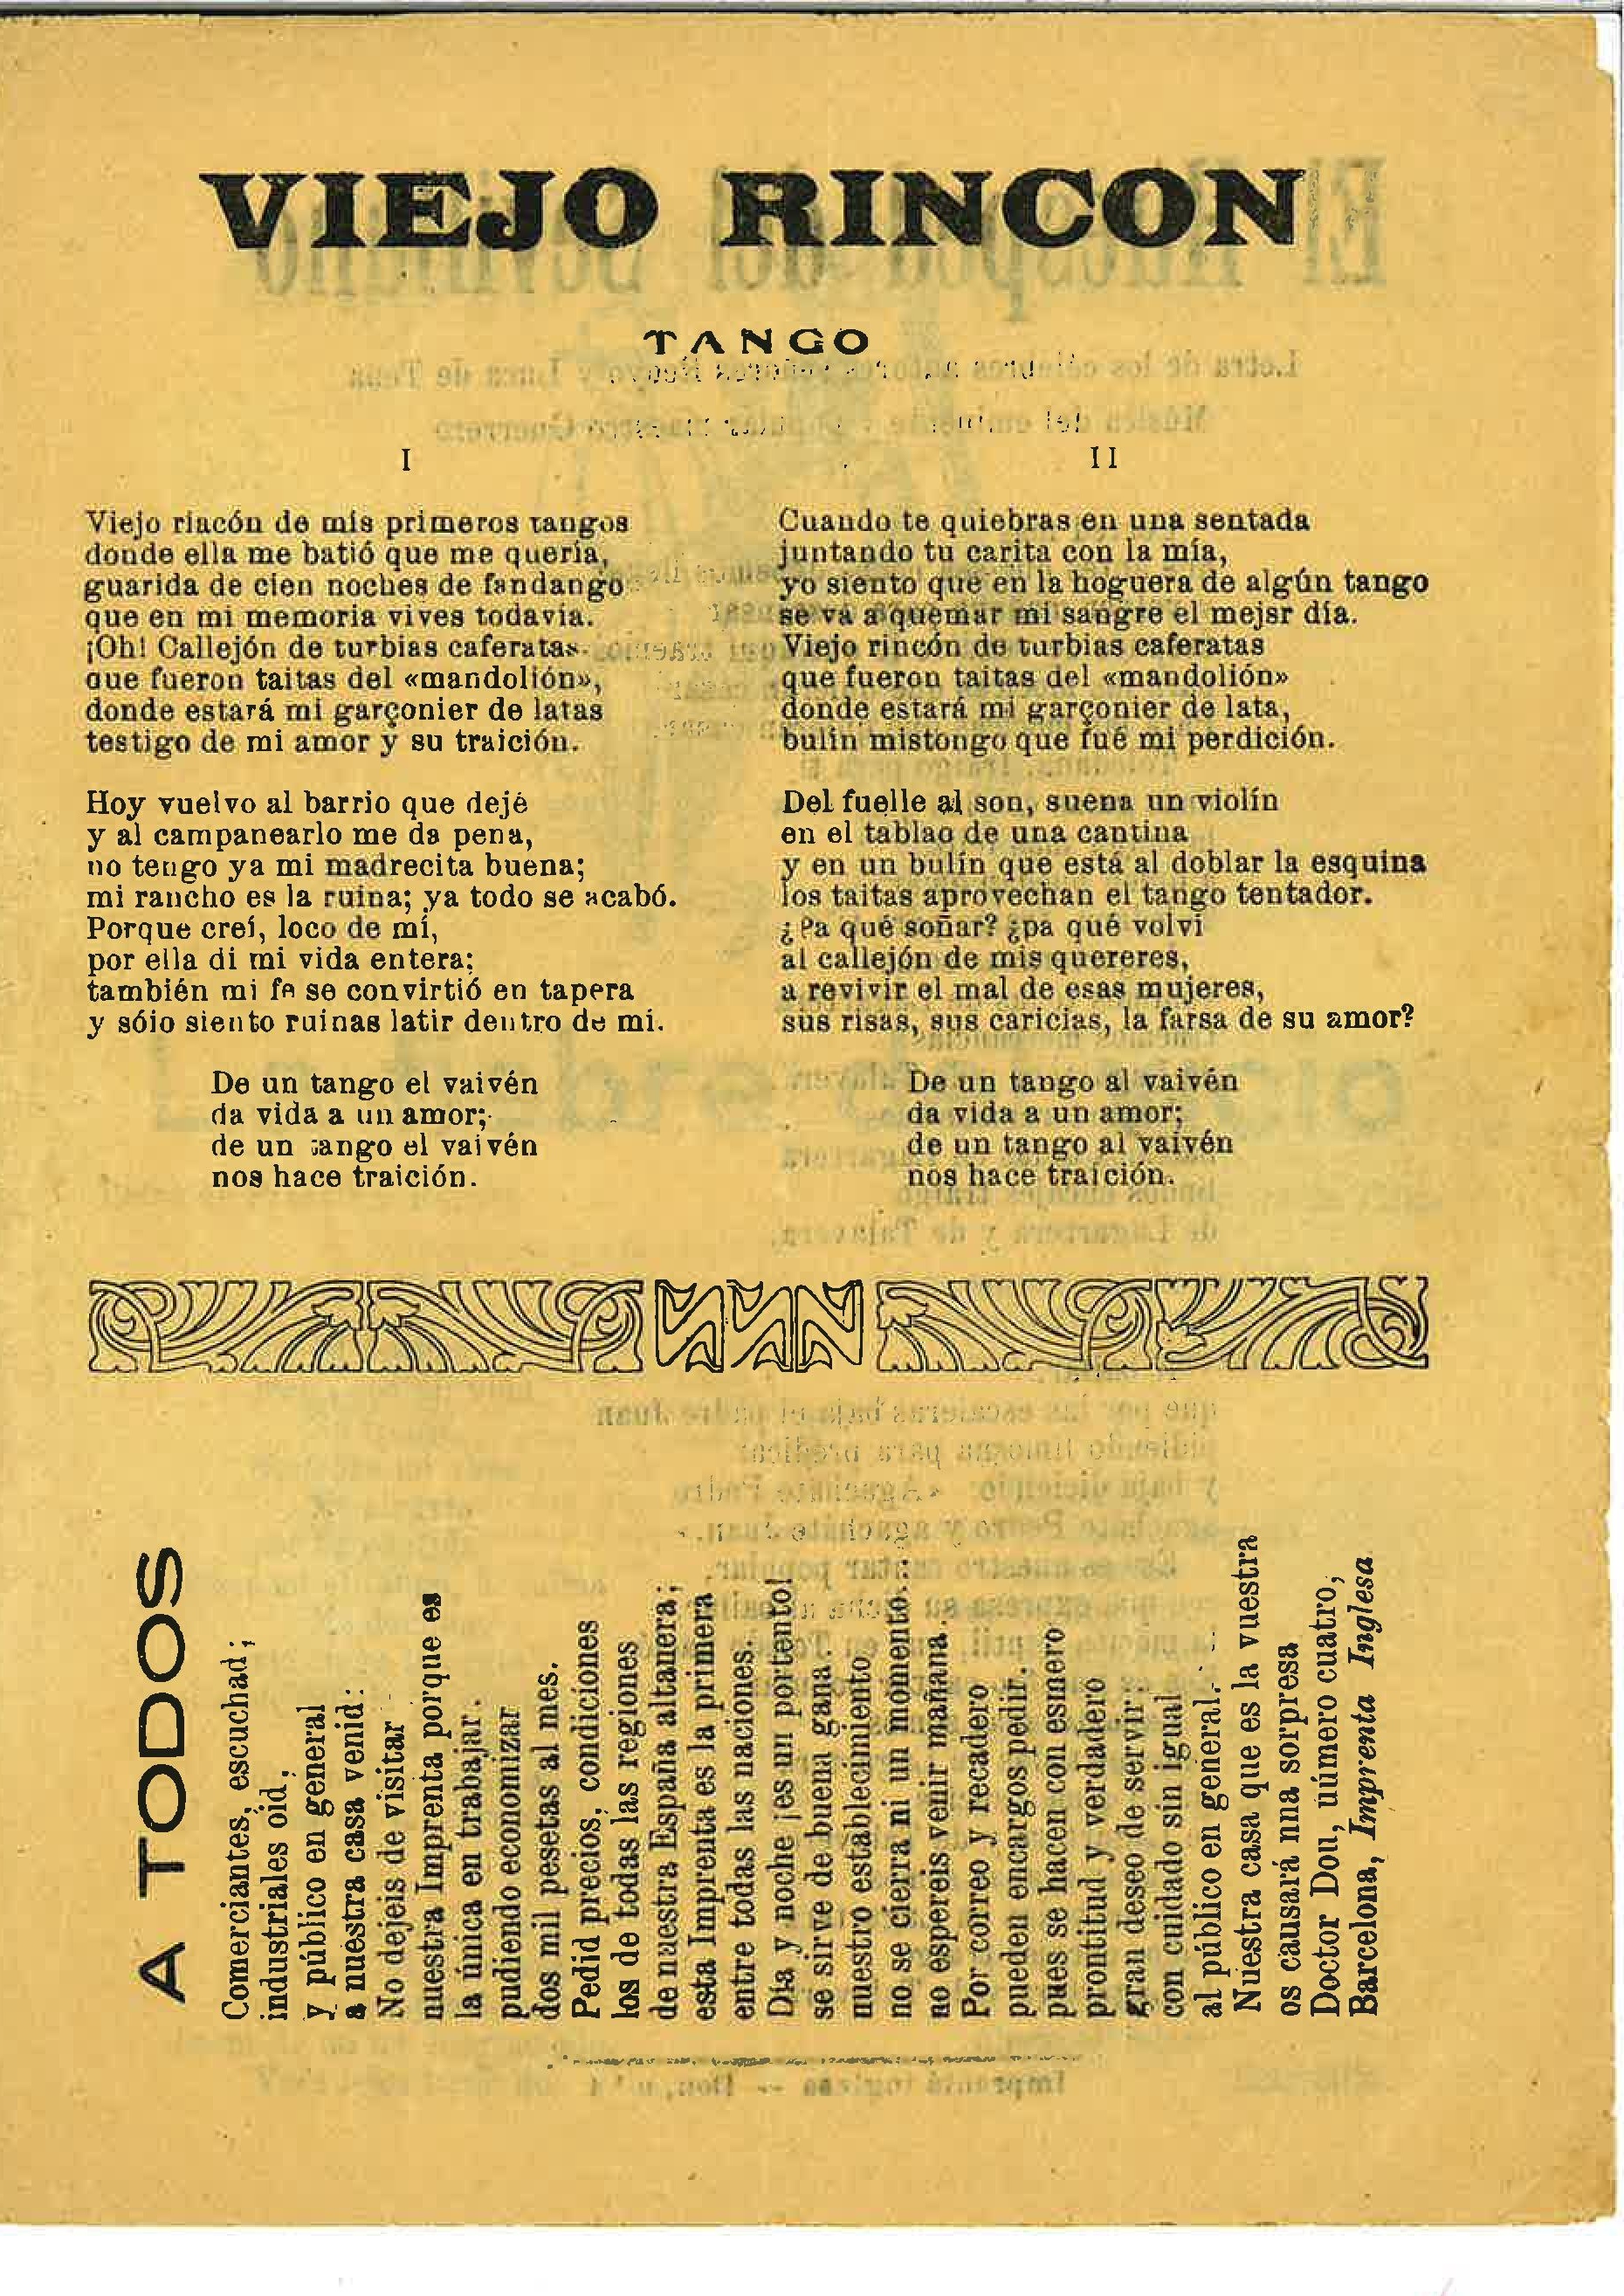 VIEJO RINCON
TANGO
I
Viejo riacón de mis primeros tangos
donde ella me batió que me quería,
guarida de cien noches de fandango
que en mi memoria vives todavía.
¡Oh! Callejón de turbias caferatas
que fueron taitas del «mandolión»,
donde estará mi garçonier de latas
testigo de mi amor y su traición.
Hoy vuelvo al barrio que dejé
y al campanearlo me da pena,
no tengo ya mi madrecita buena;
mi rancho es la ruina; ya todo se acabó.
Porque creí, loco de mí,
por ella di mi vida entera;
también mi fe se convirtió en tapera
y sóio siento ruinas latir dentro de mi.
De un tango el vaivén
da vida a un amor;
de un tango el vaivén
nos hace traición.
II
Cuando te quiebras en una sentada
juntando tu carita con la mía,
yo siento que en la hoguera de algún tango
se va a quemar mi sangre el mejsr día.
Viejo rincón de turbias caferatas
que fueron taitas del «mandolión»
donde estará mi garçonier de lata,
bulín mistongo que fué mi perdición.
Del fuelle al son, suena un violín
en el tablao de una cantina
y en un bulín que está al doblar la esquina
los taitas aprovechan el tango tentador.
¿Pa qué soñar? ¿pa qué volví
al callejón de mis quereres,
a revivir el mal de esas mujeres,
sus risas, sus caricias, la farsa de su amor?
De un tango al vaivén
da vida a un amor;
de un tango al vaivén
nos hace traición.
A TODOS
Comerciantes, escuchad;
industriales oíd,
y público en general
a nuestra casa venid:
No dejeis de visitar
nuestra Imprenta porque es
la única en trabajar.
pudiendo economizar
dos mil pesetas al mes.
Pedid precios, condiciones
los de todas las regiones
de nuestra España altanera;
esta Imprenta es la primera
entre todas las naciones.
Día y noche ¡es un portento!
se sirve de buena gana
nuestro establecimiento
no se cierra ni un momento...
no espereis venir mañana.
Por correo y recadero
pueden encargos pedir.
pues se hacen con esmero
prontitud y verdadero
gran deseo de servir
con cuidado sin igual
al público en general.
Nuestra casa que es la vuestra
os causará nna sorpresa
Doctor Dou, uúmero cuatro,
Barcelona, Imprenta Inglesa